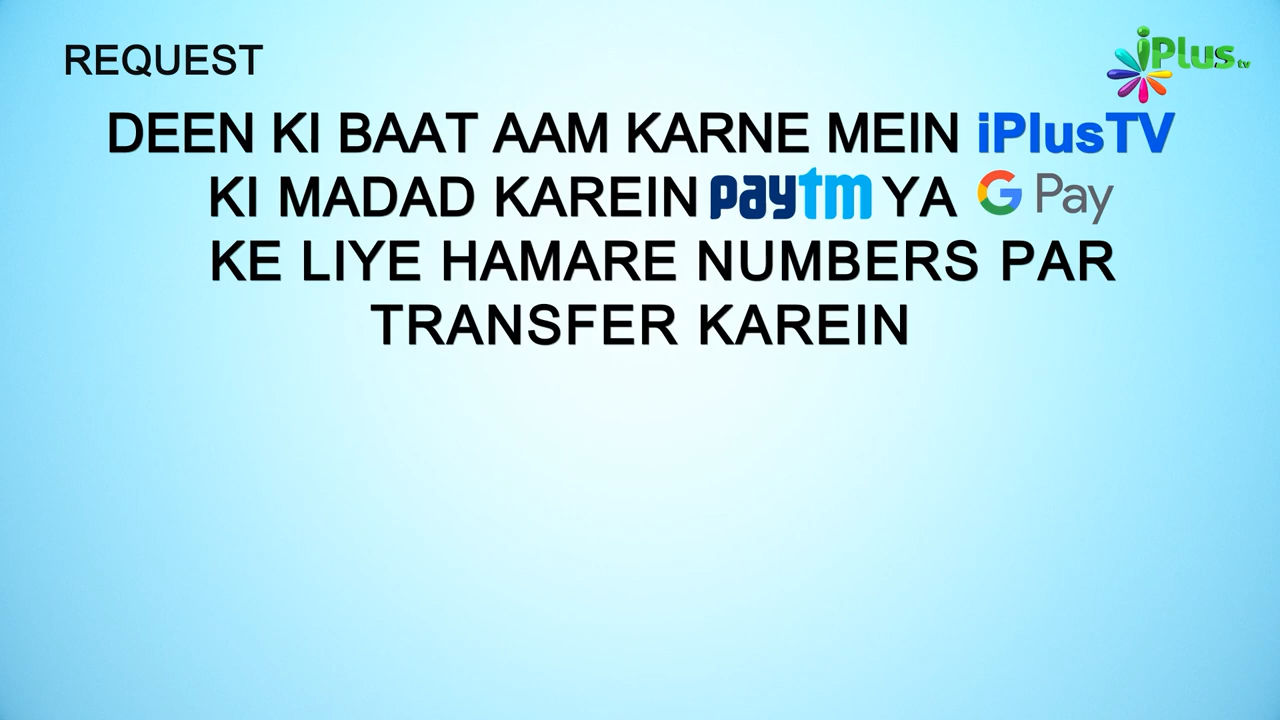 REQUEST
iPlus tv
DEEN KI BAAT AAM KARNE MEIN iPlusTV
KI MADAD KAREIN paytm YA G Pay
KE LIYE HAMARE NUMBERS PAR
TRANSFER KAREIN